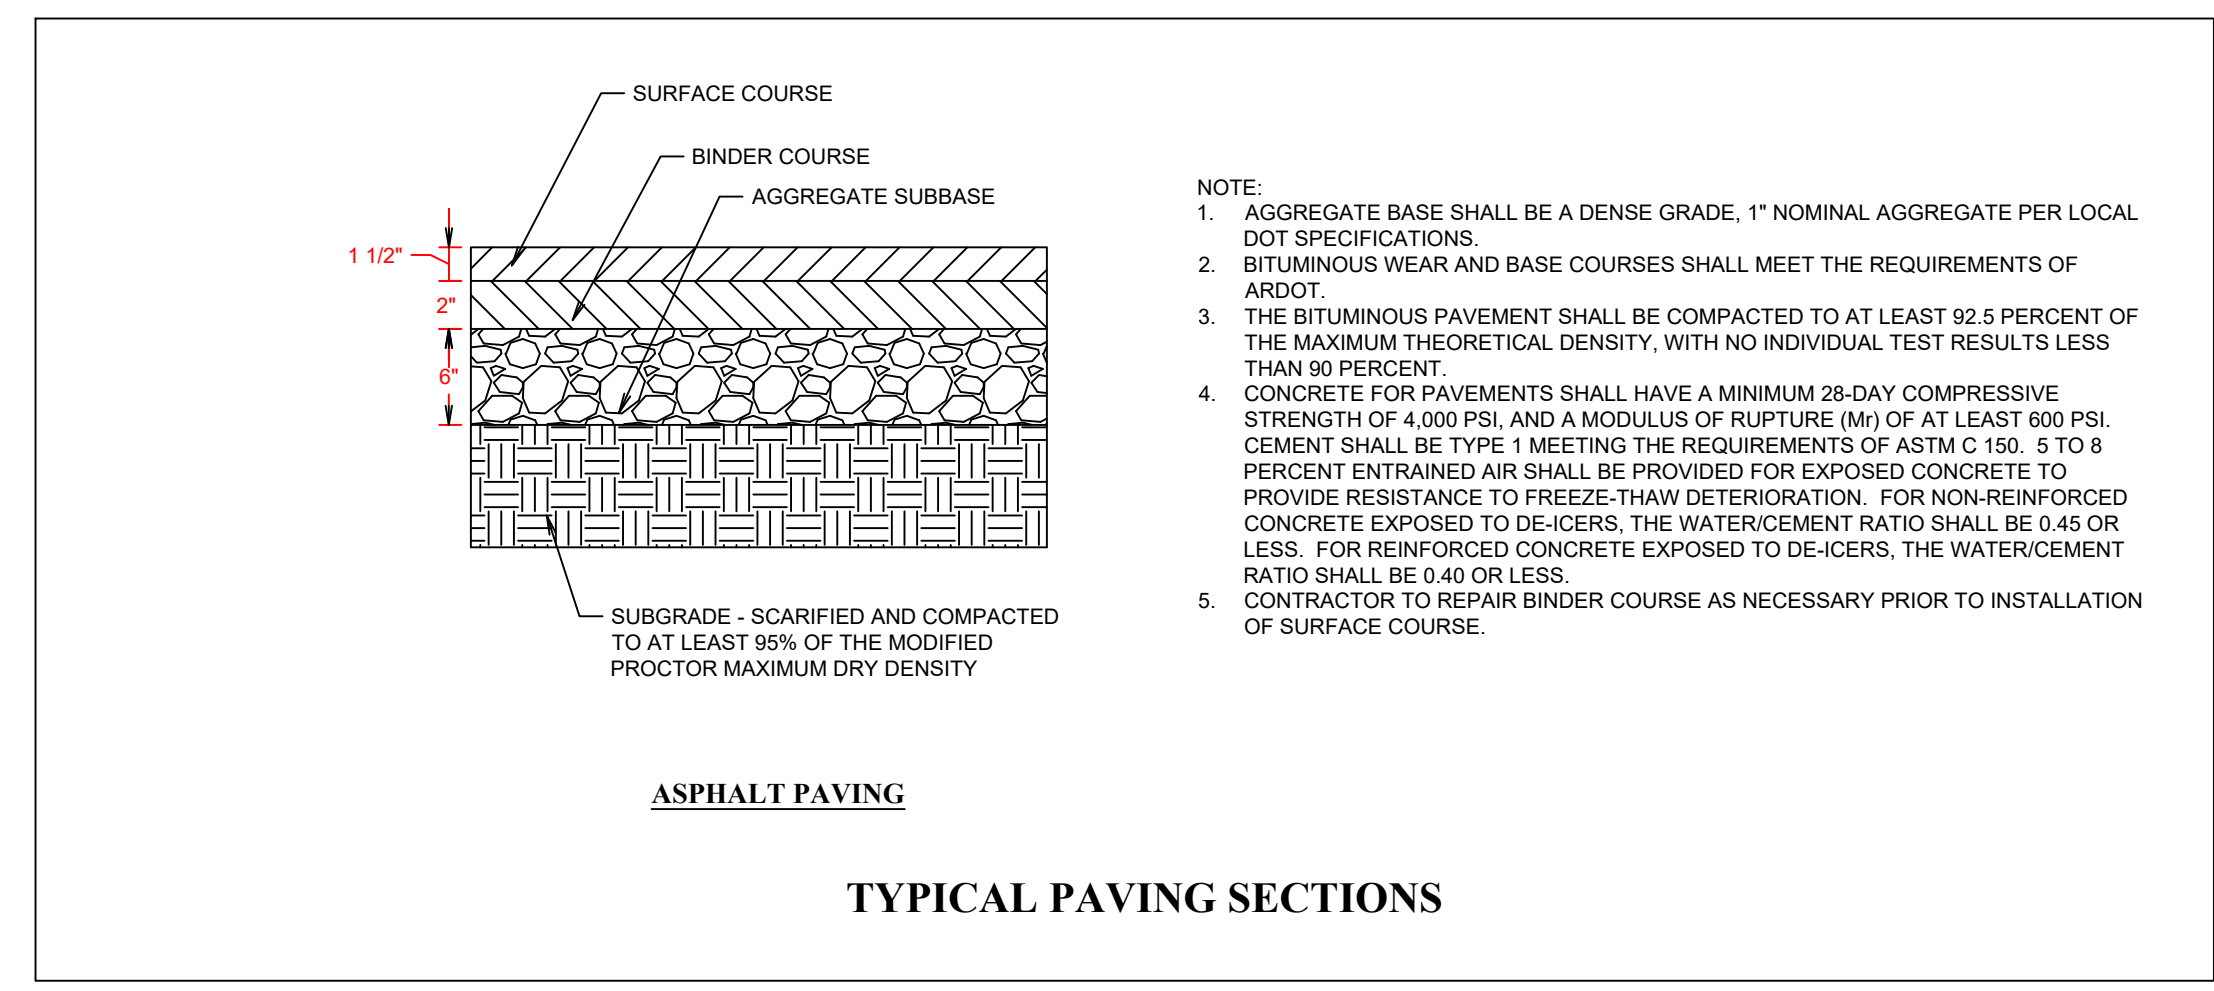 SURFACE COURSE
BINDER COURSE
AGGREGATE SUBBASE
1 1/2"
2"
6"
SUBGRADE - SCARIFIED AND COMPACTED
TO AT LEAST 95% OF THE MODIFIED
PROCTOR MAXIMUM DRY DENSITY
ASPHALT PAVING
NOTE:
1. AGGREGATE BASE SHALL BE A DENSE GRADE, 1" NOMINAL AGGREGATE PER LOCAL
DOT SPECIFICATIONS.
2. BITUMINOUS WEAR AND BASE COURSES SHALL MEET THE REQUIREMENTS OF
ARDOT.
3. THE BITUMINOUS PAVEMENT SHALL BE COMPACTED TO AT LEAST 92.5 PERCENT OF
THE MAXIMUM THEORETICAL DENSITY, WITH NO INDIVIDUAL TEST RESULTS LESS
THAN 90 PERCENT.
4. CONCRETE FOR PAVEMENTS SHALL HAVE A MINIMUM 28-DAY COMPRESSIVE
STRENGTH OF 4,000 PSI, AND A MODULUS OF RUPTURE (Mr) OF AT LEAST 600 PSI.
CEMENT SHALL BE TYPE 1 MEETING THE REQUIREMENTS OF ASTM C 150. 5 TO 8
PERCENT ENTRAINED AIR SHALL BE PROVIDED FOR EXPOSED CONCRETE TO
PROVIDE RESISTANCE TO FREEZE-THAW DETERIORATION. FOR NON-REINFORCED
CONCRETE EXPOSED TO DE-ICERS, THE WATER/CEMENT RATIO SHALL BE 0.45 OR
LESS. FOR REINFORCED CONCRETE EXPOSED TO DE-ICERS, THE WATER/CEMENT
RATIO SHALL BE 0.40 OR LESS.
5. CONTRACTOR TO REPAIR BINDER COURSE AS NECESSARY PRIOR TO INSTALLATION
OF SURFACE COURSE.
TYPICAL PAVING SECTIONS